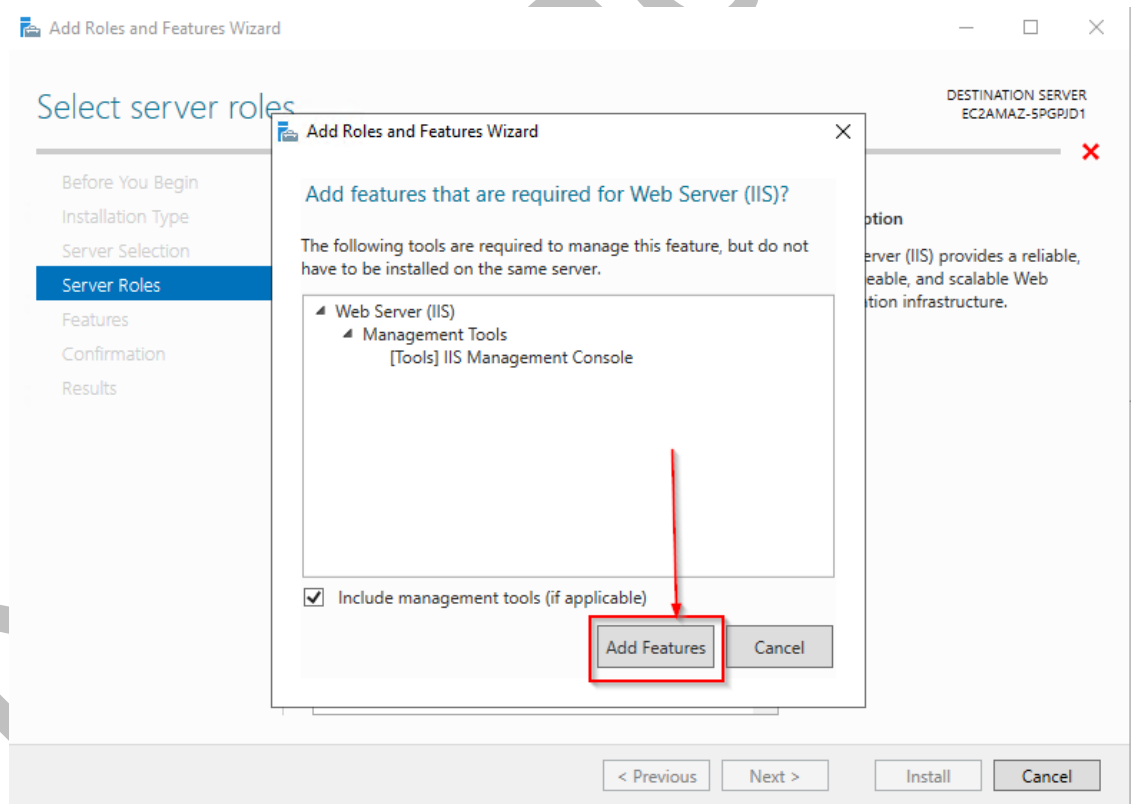 Add Roles and Features Wizard
Select server roles
DESTINATION SERVER
EC2AMAZ-5PGPJD1
Before You Begin
Installation Type
Server Selection
Server Roles
Features
Confirmation
Results
Add Roles and Features Wizard
Add features that are required for Web Server (IIS)?
The following tools are required to manage this feature, but do not
have to be installed on the same server.
Web Server (IIS)
Management Tools
[Tools] IIS Management Console
Include management tools (if applicable)
Add Features
Cancel
ption
erver (IIS) provides a reliable,
eable, and scalable Web
tion infrastructure.
< Previous
Next >
Install
Cancel